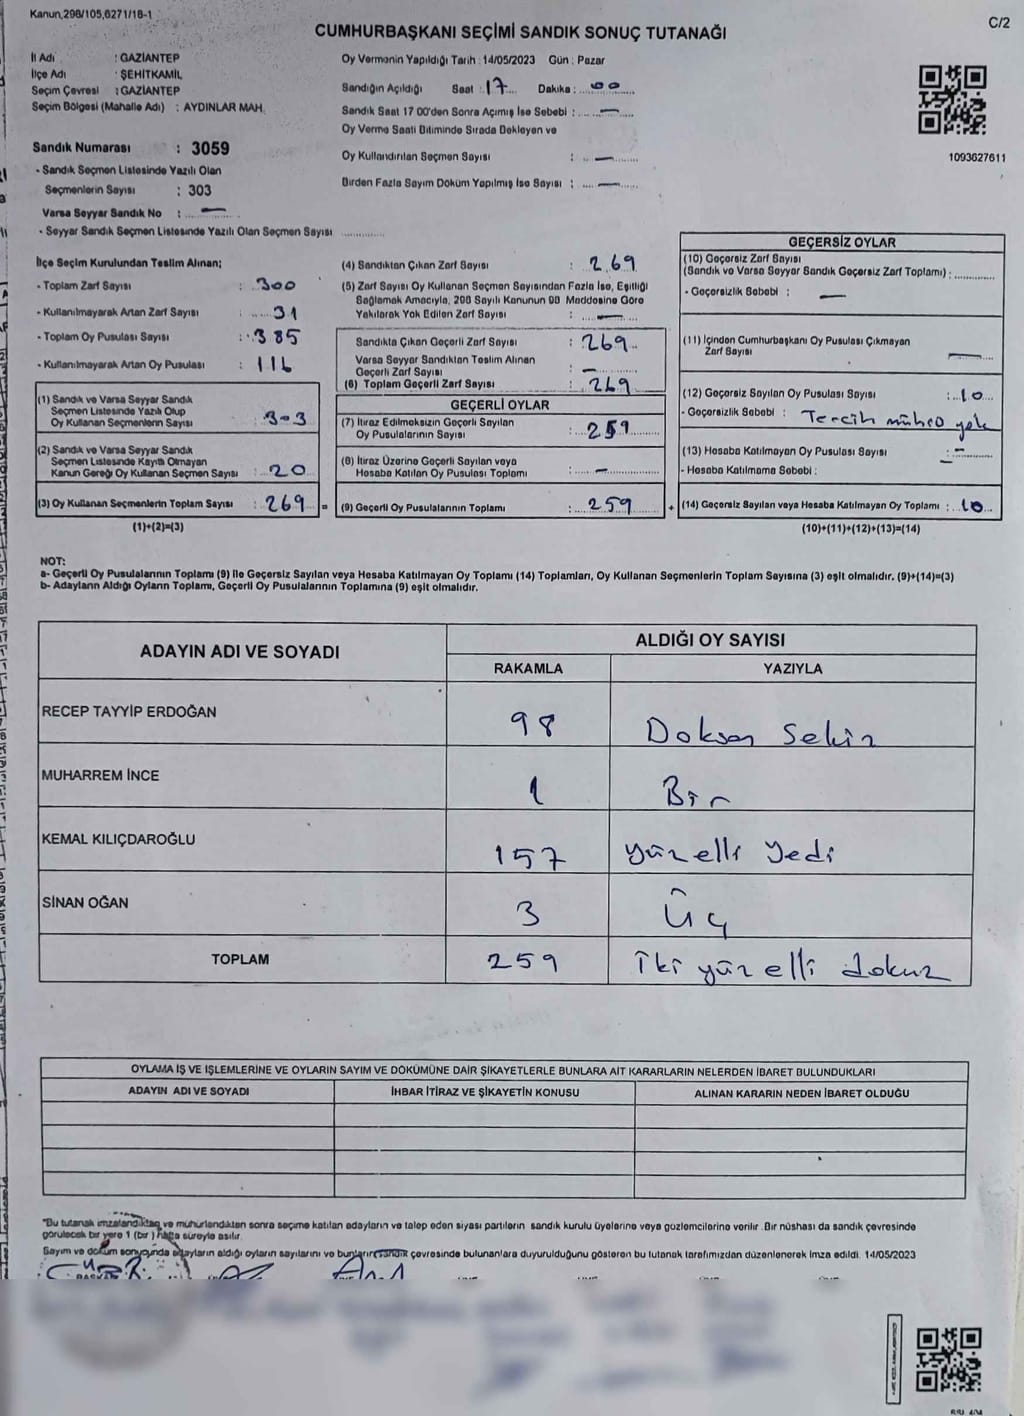 Kanun,298/105,6271/18-1
C/2
CUMHURBAŞKANI SEÇİMİ SANDIK SONUÇ TUTANAĞI
İl Adı : GAZİANTEP
İlçe Adı : ŞEHİTKAMİL
Seçim Çevresi : GAZİANTEP
Seçim Bölgesi (Mahalle Adı) : AYDINLAR MAH.
Oy Vermenin Yapıldığı Tarih : 14/05/2023 Gün : Pazar
Sandığın Açıldığı Saat : 17 Dakika : 00
Sandık Saat 17 00'den Sonra Açımış İse Sebebi : —
Oy Verme Saati Bitiminde Sırada Bekleyen ve
Oy Kullandırılan Seçmen Sayısı : —
Birden Fazla Sayım Döküm Yapılmış İse Sayısı : —
1093627611
Sandık Numarası : 3059
- Sandık Seçmen Listesinde Yazılı Olan
Seçmenlerin Sayısı : 303
Varsa Seyyar Sandık No : —
- Seyyar Sandık Seçmen Listesinde Yazılı Olan Seçmen Sayısı ............
İlçe Seçim Kurulundan Teslim Alınan;
- Toplam Zarf Sayısı : 300
- Kullanılmayarak Artan Zarf Sayısı : 31
- Toplam Oy Pusulası Sayısı : 385
- Kullanılmayarak Artan Oy Pusulası : 116
(1) Sandık ve Varsa Seyyar Sandık
Seçmen Listesinde Yazılı Olup
Oy Kullanan Seçmenlerin Sayısı : 3-3
(2) Sandık ve Varsa Seyyar Sandık
Seçmen Listesinde Kayıtlı Olmayan
Kanun Gereği Oy Kullanan Seçmen Sayısı : 20
(3) Oy Kullanan Seçmenlerin Toplam Sayısı : 269 =
(1)+(2)=(3)
(4) Sandıktan Çıkan Zarf Sayısı : 269
(5) Zarf Sayısı Oy Kullanan Seçmen Sayısından Fazla İse, Eşitliği
Sağlamak Amacıyla, 298 Sayılı Kanunun 98 Maddesine Göre
Yakılarak Yok Edilen Zarf Sayısı : —
Sandıkta Çıkan Geçerli Zarf Sayısı : 269
Varsa Seyyar Sandıktan Teslim Alınan
Geçerli Zarf Sayısı : —
(6) Toplam Geçerli Zarf Sayısı : 269
GEÇERLİ OYLAR
(7) İtiraz Edilmeksizin Geçerli Sayılan
Oy Pusulalarının Sayısı : 259
(8) İtiraz Üzerine Geçerli Sayılan veya
Hesaba Katılan Oy Pusulası Toplamı : —
(9) Geçerli Oy Pusulalarının Toplamı : 259 +
GEÇERSİZ OYLAR
(10) Geçersiz Zarf Sayısı
(Sandık ve Varsa Seyyar Sandık Geçersiz Zarf Toplamı) : ............
- Geçersizlik Sebebi : —
(11) İçinden Cumhurbaşkanı Oy Pusulası Çıkmayan
Zarf Sayısı —
(12) Geçersiz Sayılan Oy Pusulası Sayısı : 10
- Geçersizlik Sebebi : Tercih mührü yok
(13) Hesaba Katılmayan Oy Pusulası Sayısı : —
- Hesaba Katılmama Sebebi :
(14) Geçersiz Sayılan veya Hesaba Katılmayan Oy Toplamı : 10
(10)+(11)+(12)+(13)=(14)
NOT:
a- Geçerli Oy Pusulalarının Toplamı (9) ile Geçersiz Sayılan veya Hesaba Katılmayan Oy Toplamı (14) Toplamları, Oy Kullanan Seçmenlerin Toplam Sayısına (3) eşit olmalıdır. (9)+(14)=(3)
b- Adayların Aldığı Oyların Toplamı, Geçerli Oy Pusulalarının Toplamına (9) eşit olmalıdır.
ADAYIN ADI VE SOYADI
ALDIĞI OY SAYISI
RAKAMLA YAZIYLA
RECEP TAYYİP ERDOĞAN 98 Doksan Sekiz
MUHARREM İNCE 1 Bir
KEMAL KILIÇDAROĞLU 157 yüzelli yedi
SİNAN OĞAN 3 Üç
TOPLAM 259 iki yüzelli dokuz
OYLAMA İŞ VE İŞLEMLERİNE VE OYLARIN SAYIM VE DÖKÜMÜNE DAİR ŞİKAYETLERLE BUNLARA AİT KARARLARIN NELERDEN İBARET BULUNDUKLARI
ADAYIN ADI VE SOYADI İHBAR İTİRAZ VE ŞİKAYETİN KONUSU ALINAN KARARIN NEDEN İBARET OLDUĞU
"Bu tutanak imzalandıktan ve mühürlendikten sonra seçime katılan adayların ve talep eden siyasi partilerin sandık kurulu üyelerine veya gözlemcilerine verilir. Bir nüshası da sandık çevresinde
görülecek bir yere 1 (bir) hafta süreyle asılır.
Sayım ve döküm sonucunda adayların aldığı oyların sayılarını ve bunların sandık çevresinde bulunanlara duyurulduğunu gösteren bu tutanak tarafımızdan düzenlenerek imza edildi. 14/05/2023